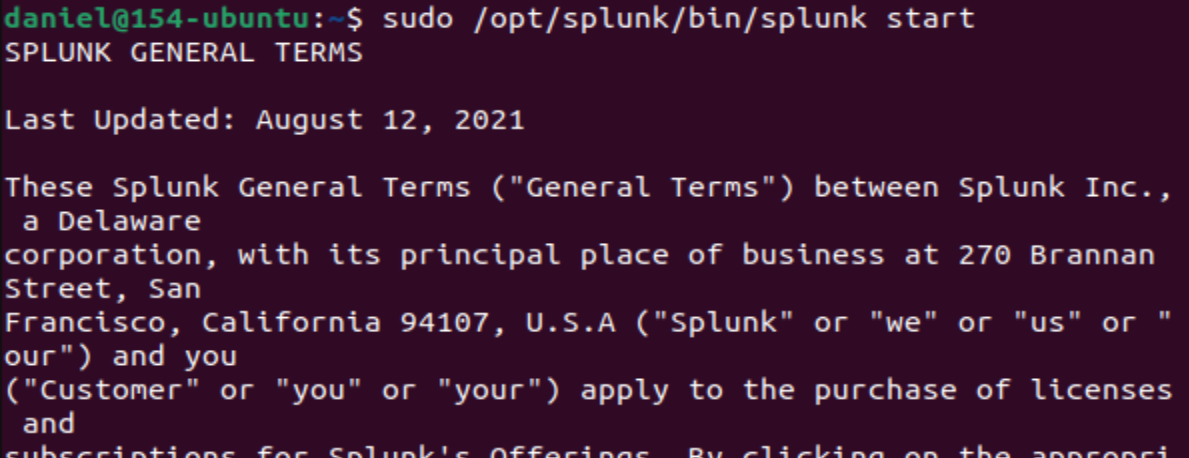 daniel@154-ubuntu:~$ sudo /opt/splunk/bin/splunk start
SPLUNK GENERAL TERMS
Last Updated: August 12, 2021
These Splunk General Terms ("General Terms") between Splunk Inc.,
 a Delaware
corporation, with its principal place of business at 270 Brannan
Street, San
Francisco, California 94107, U.S.A ("Splunk" or "we" or "us" or "
our") and you
("Customer" or "you" or "your") apply to the purchase of licenses
 and
subscriptions for Splunk's Offerings. By clicking on the appropri